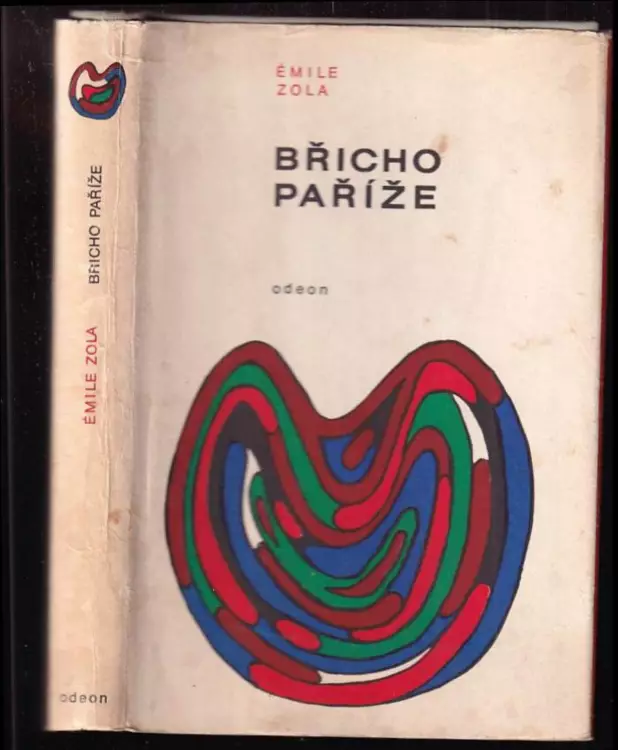 ÉMILE
ZOLA
BŘICHO
PAŘÍŽE
odeon
ÉMILE ZOLA BŘICHO PAŘÍŽE
odeon